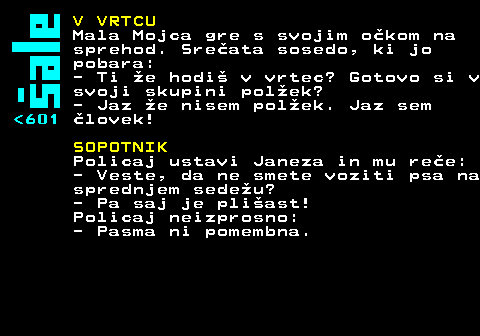 šale
<601
V VRTCU
Mala Mojca gre s svojim očkom na
sprehod. Srečata sosedo, ki jo
pobara:
- Ti že hodiš v vrtec? Gotovo si v
svoji skupini polžek?
- Jaz že nisem polžek. Jaz sem
človek!
SOPOTNIK
Policaj ustavi Janeza in mu reče:
- Veste, da ne smete voziti psa na
sprednjem sedežu?
- Pa saj je plišast!
Policaj neizprosno:
- Pasma ni pomembna.